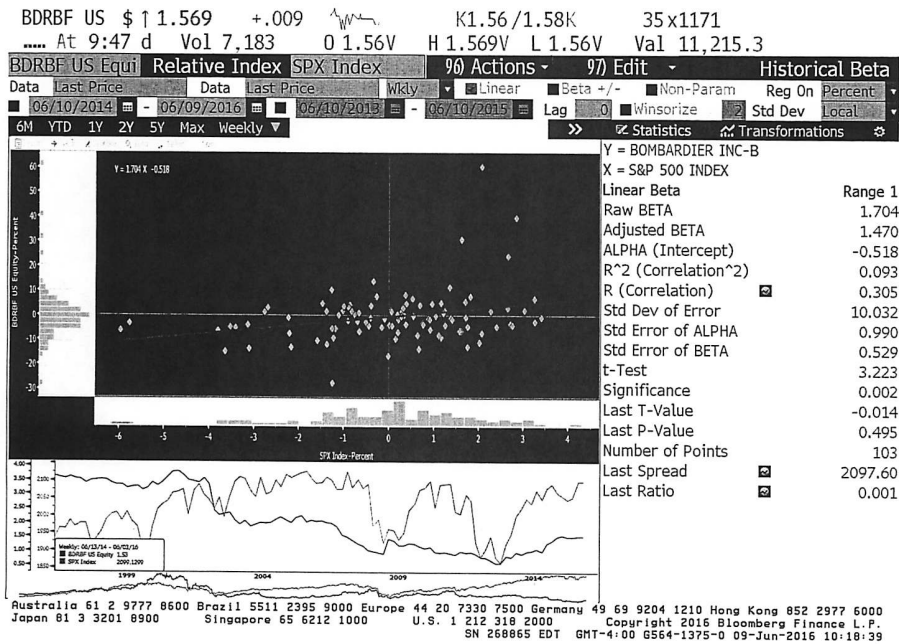 BDRBF US $ ↑ 1.569 +.009 K1.56 /1.58K 35 x1171
..... At 9:47 d Vol 7,183 O 1.56V H 1.569V L 1.56V Val 11,215.3
BDRBF US Equi Relative Index SPX Index 96) Actions 97) Edit Historical Beta
Data Last Price Data Last Price Wkly Linear Beta +/- Non-Param Reg On Percent
06/10/2014 - 06/09/2016 06/10/2013 - 06/10/2015 Lag 0 Winsorize 2 Std Dev Local
6M YTD 1Y 2Y 5Y Max Weekly ▼ >> Statistics Transformations
Y = BOMBARDIER INC-B
X = S&P 500 INDEX
Linear Beta Range 1
Raw BETA 1.704
Adjusted BETA 1.470
ALPHA (Intercept) -0.518
R^2 (Correlation^2) 0.093
R (Correlation) 0.305
Std Dev of Error 10.032
Std Error of ALPHA 0.990
Std Error of BETA 0.529
t-Test 3.223
Significance 0.002
Last T-Value -0.014
Last P-Value 0.495
Number of Points 103
Last Spread 2097.60
Last Ratio 0.001
Y = 1.704 X -0.518
BDRBF US Equity-Percent
60
50
40
30
20
10
0
-10
-20
-30
-6 -5 -4 -3 -2 -1 0 1 2 3 4
SPX Index-Percent
4.00
3.50
3.00
2.50
2.00
1.50
1.00
0.50
2100
1950
1850
Weekly: 06/13/14 - 06/03/16
BDRBF US Equity 1.53
SPX Index 2099.1299
1999 2004 2009 2014
Australia 61 2 9777 8600 Brazil 5511 2395 9000 Europe 44 20 7330 7500 Germany 49 69 9204 1210 Hong Kong 852 2977 6000
Japan 81 3 3201 8900 Singapore 65 6212 1000 U.S. 1 212 318 2000 Copyright 2016 Bloomberg Finance L.P.
SN 268865 EDT GMT-4:00 G564-1375-0 09-Jun-2016 10:18:39